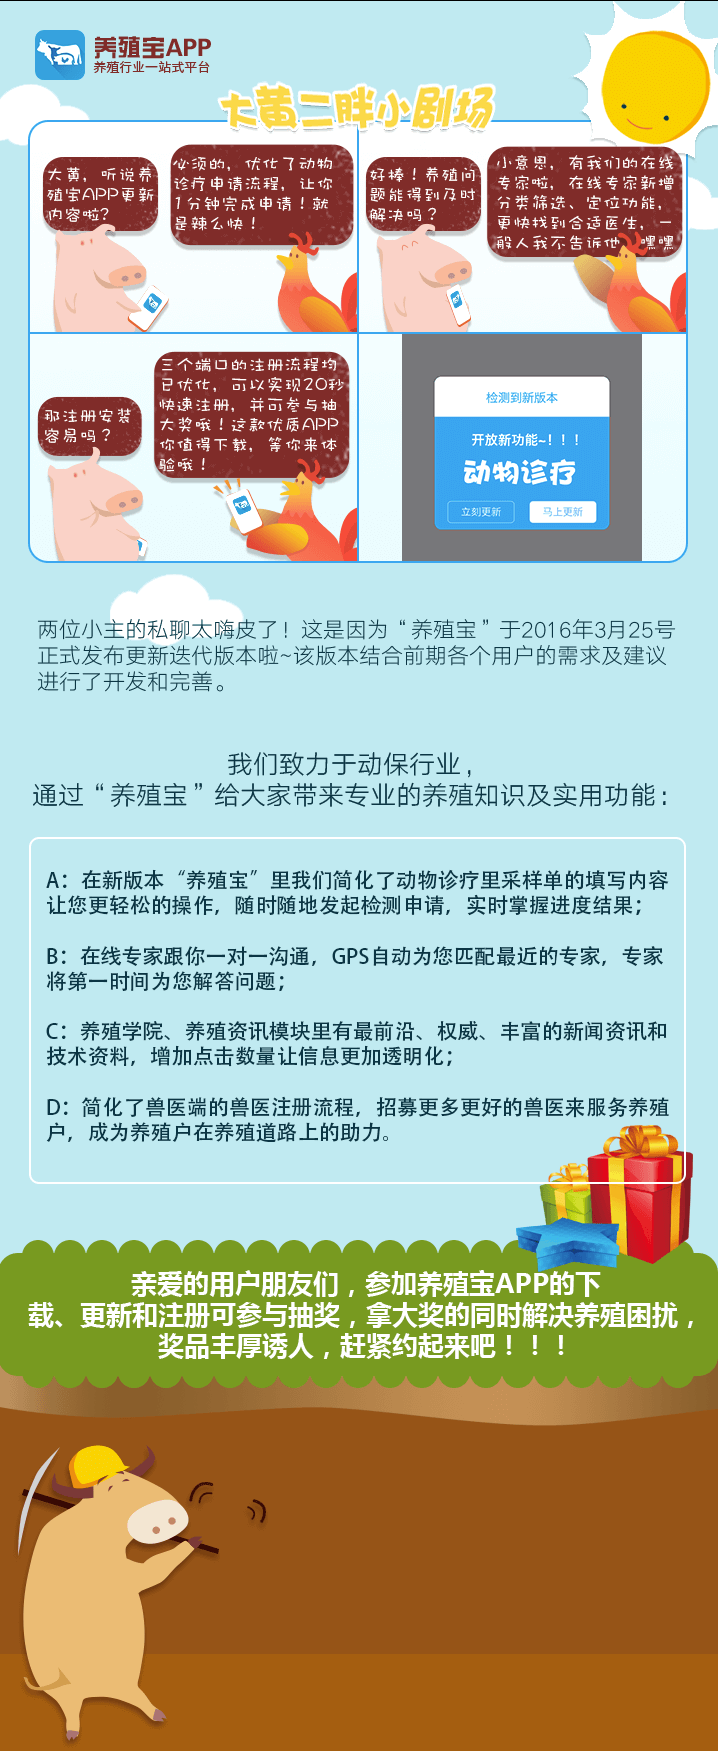 养殖宝APP
养殖行业一站式平台
大黄二胖小剧场
大黄，听说养
殖宝APP更新
内容啦?
必须的，优化了动物
诊疗申请流程，让你
1分钟完成申请！就
是辣么快！
好棒！养殖问
题能得到及时
解决吗？
小意思，有我们的在线
专家啦，在线专家新增
分类筛选、定位功能，
更快找到合适医生，一
般人我不告诉他，嘿嘿
那注册安装
容易吗？
三个端口的注册流程均
已优化，可以实现20秒
快速注册，并可参与抽
大奖哦！这款优质APP
你值得下载，等你来体
验哦！
检测到新版本
开放新功能~！！！
动物诊疗
立刻更新 马上更新
两位小主的私聊太嗨皮了！这是因为“养殖宝”于2016年3月25号
正式发布更新迭代版本啦~该版本结合前期各个用户的需求及建议
进行了开发和完善。
我们致力于动保行业，
通过“养殖宝”给大家带来专业的养殖知识及实用功能：
A：在新版本“养殖宝”里我们简化了动物诊疗里采样单的填写内容
让您更轻松的操作，随时随地发起检测申请，实时掌握进度结果；
B：在线专家跟你一对一沟通，GPS自动为您匹配最近的专家，专家
将第一时间为您解答问题；
C：养殖学院、养殖资讯模块里有最前沿、权威、丰富的新闻资讯和
技术资料，增加点击数量让信息更加透明化；
D：简化了兽医端的兽医注册流程，招募更多更好的兽医来服务养殖
户，成为养殖户在养殖道路上的助力。
亲爱的用户朋友们，参加养殖宝APP的下
载、更新和注册可参与抽奖，拿大奖的同时解决养殖困扰，
奖品丰厚诱人，赶紧约起来吧！！！